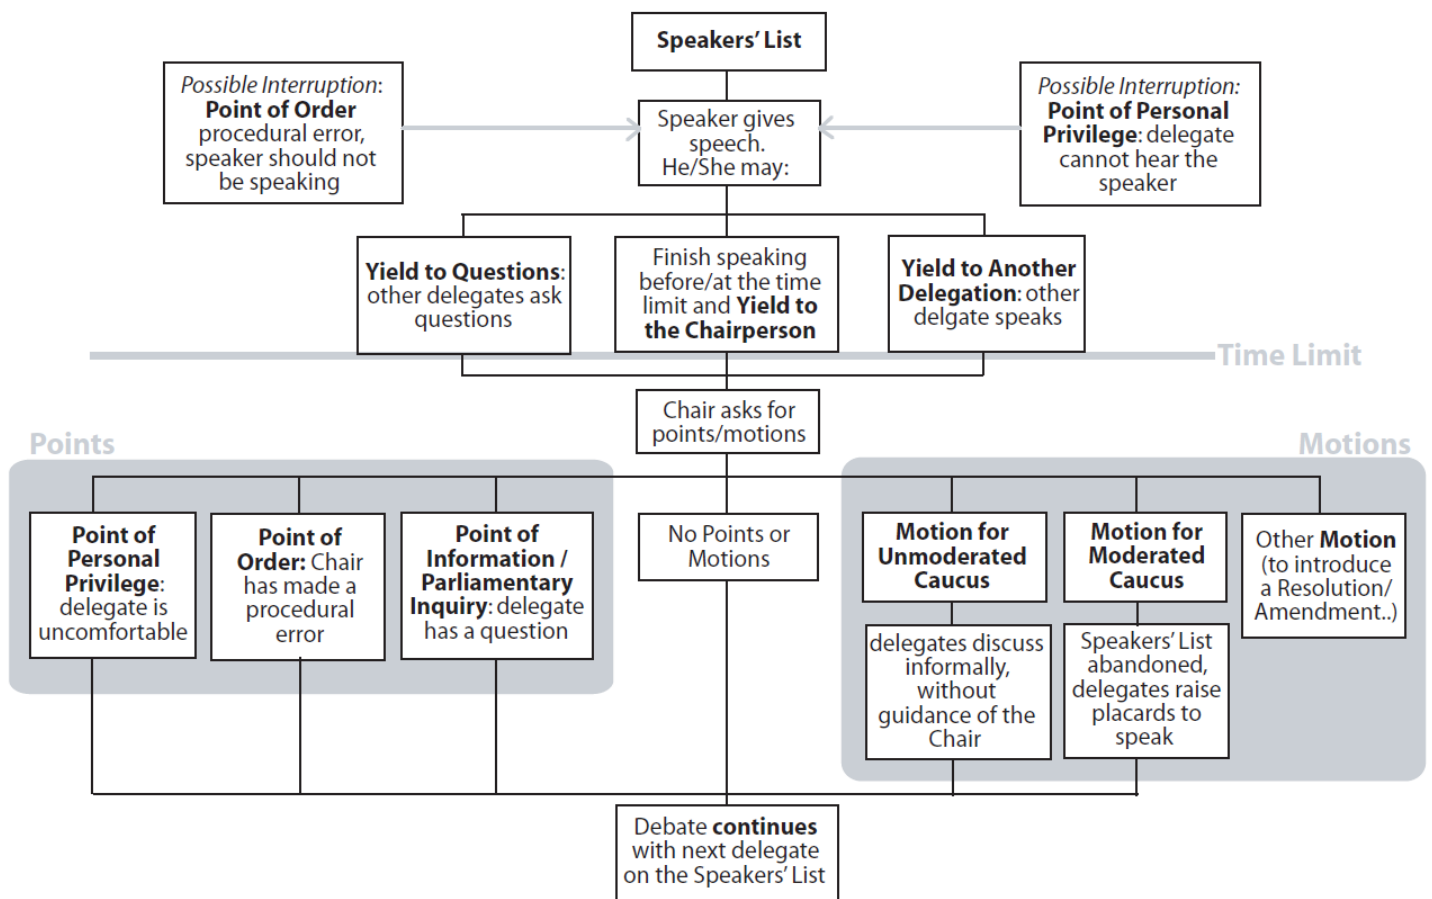 Speakers' List
Possible Interruption:
Point of Order
procedural error,
speaker should not
be speaking
Speaker gives
speech.
He/She may:
Possible Interruption:
Point of Personal
Privilege: delegate
cannot hear the
speaker
Yield to Questions:
other delegates ask
questions
Finish speaking
before/at the time
limit and Yield to
the Chairperson
Yield to Another
Delegation: other
delgate speaks
Time Limit
Chair asks for
points/motions
Points
Motions
Point of
Personal
Privilege:
delegate is
uncomfortable
Point of
Order: Chair
has made a
procedural
error
Point of
Information /
Parliamentary
Inquiry: delegate
has a question
No Points or
Motions
Motion for
Unmoderated
Caucus
Motion for
Moderated
Caucus
Other Motion
(to introduce
a Resolution/
Amendment..)
delegates discuss
informally,
without
guidance of the
Chair
Speakers' List
abandoned,
delegates raise
placards to
speak
Debate continues
with next delegate
on the Speakers' List